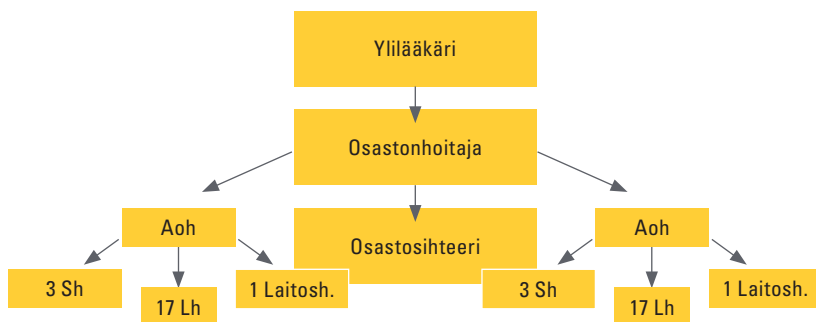 Ylilääkäri
Osastonhoitaja
Aoh
Osastosihteeri
Aoh
3 Sh
17 Lh
1 Laitosh.
3 Sh
17 Lh
1 Laitosh.